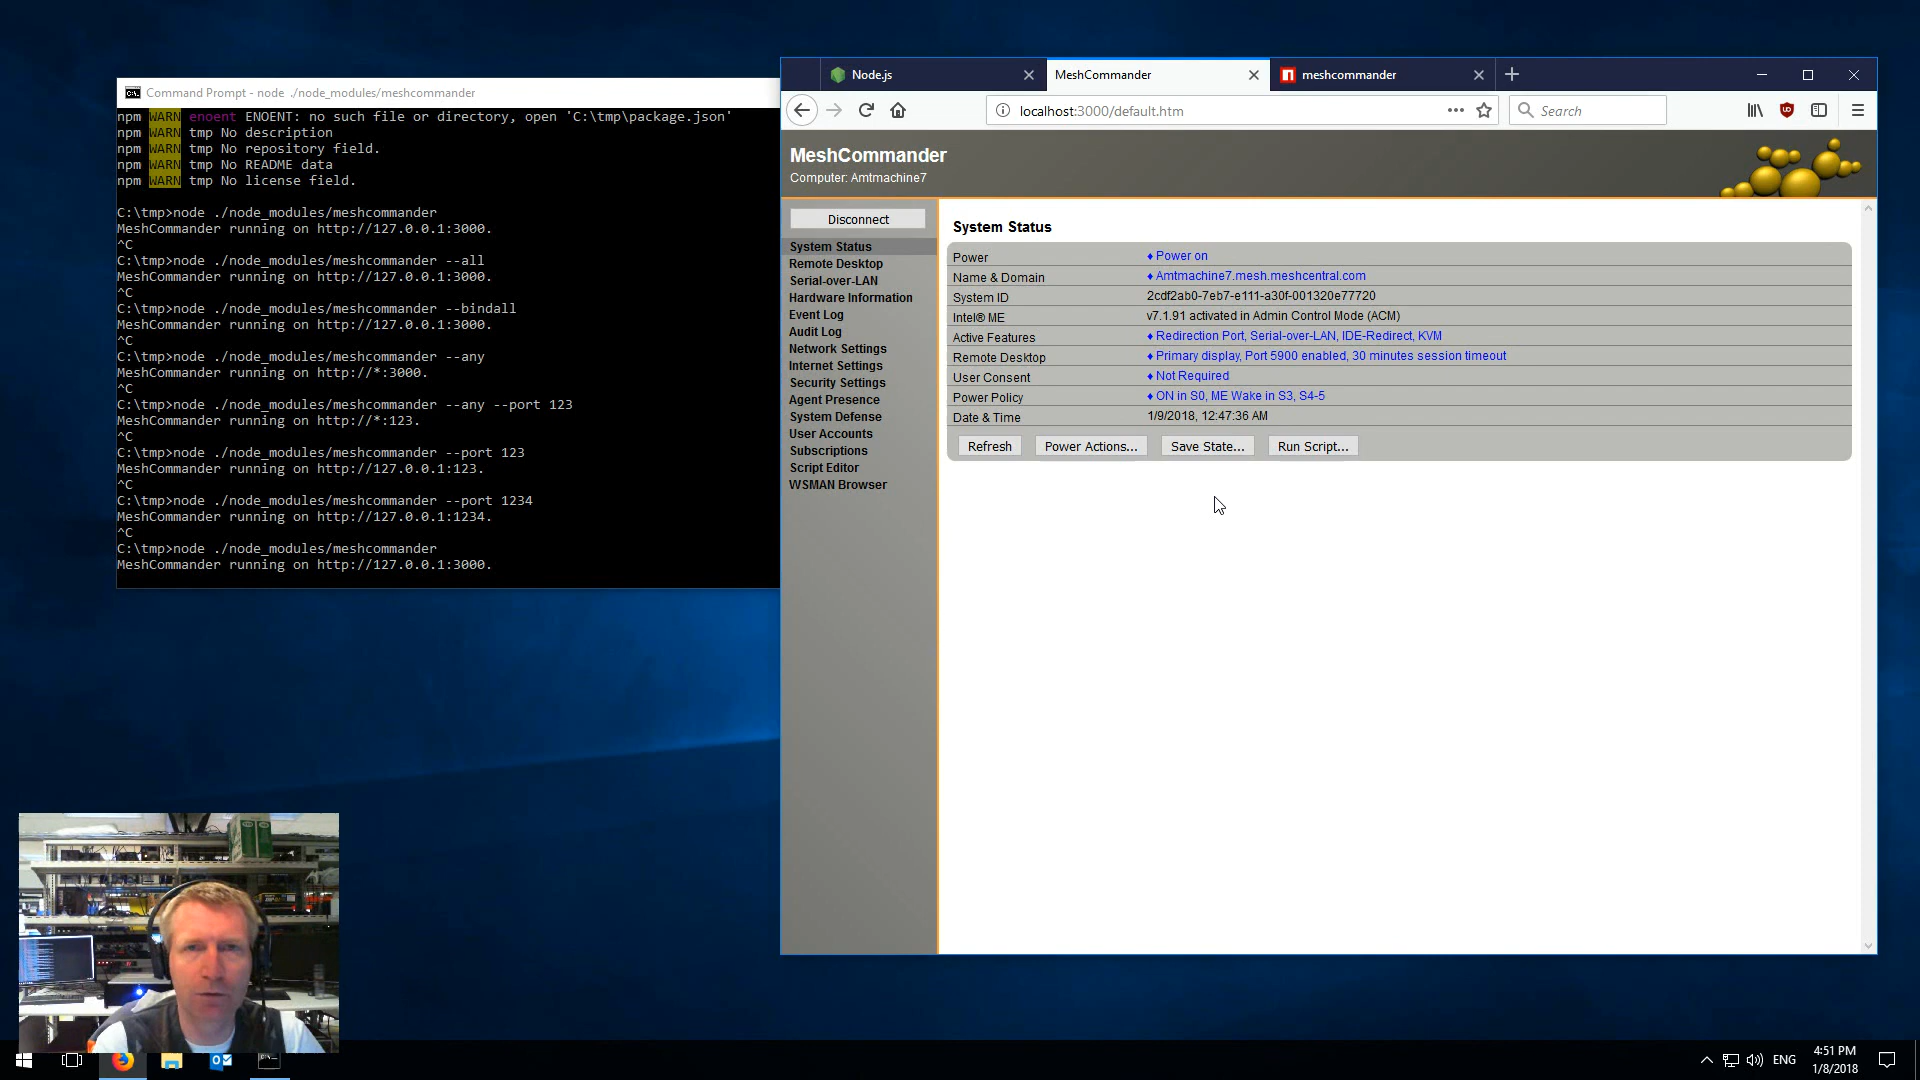 Command Prompt - node ./node_modules/meshcommander
npm WARN enoent ENOENT: no such file or directory, open 'C:\tmp\package.json'
npm WARN tmp No description
npm WARN tmp No repository field.
npm WARN tmp No README data
npm WARN tmp No license field.
C:\tmp>node ./node_modules/meshcommander
MeshCommander running on http://127.0.0.1:3000.
^C
C:\tmp>node ./node_modules/meshcommander --all
MeshCommander running on http://127.0.0.1:3000.
^C
C:\tmp>node ./node_modules/meshcommander --bindall
MeshCommander running on http://127.0.0.1:3000.
^C
C:\tmp>node ./node_modules/meshcommander --any
MeshCommander running on http://*:3000.
^C
C:\tmp>node ./node_modules/meshcommander --any --port 123
MeshCommander running on http://*:123.
^C
C:\tmp>node ./node_modules/meshcommander --port 123
MeshCommander running on http://127.0.0.1:123.
^C
C:\tmp>node ./node_modules/meshcommander --port 1234
MeshCommander running on http://127.0.0.1:1234.
^C
C:\tmp>node ./node_modules/meshcommander
MeshCommander running on http://127.0.0.1:3000.
Node.js
MeshCommander
meshcommander
localhost:3000/default.htm
Search
MeshCommander
Computer: Amtmachine7
Disconnect
System Status
Remote Desktop
Serial-over-LAN
Hardware Information
Event Log
Audit Log
Network Settings
Internet Settings
Security Settings
Agent Presence
System Defense
User Accounts
Subscriptions
Script Editor
WSMAN Browser
System Status
Power ♦ Power on
Name & Domain ♦ Amtmachine7.mesh.meshcentral.com
System ID 2cdf2ab0-7eb7-e111-a30f-001320e77720
Intel® ME v7.1.91 activated in Admin Control Mode (ACM)
Active Features ♦ Redirection Port, Serial-over-LAN, IDE-Redirect, KVM
Remote Desktop ♦ Primary display, Port 5900 enabled, 30 minutes session timeout
User Consent ♦ Not Required
Power Policy ♦ ON in S0, ME Wake in S3, S4-5
Date & Time 1/9/2018, 12:47:36 AM
Refresh Power Actions... Save State... Run Script...
ENG
4:51 PM
1/8/2018